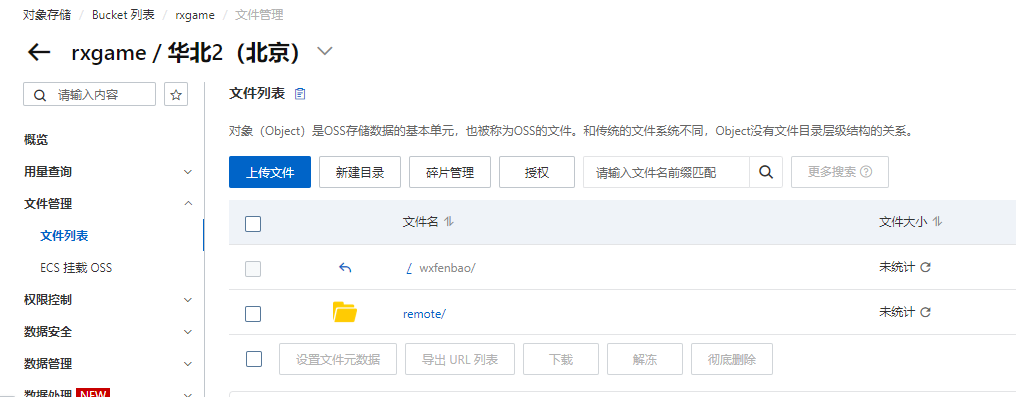 对象存储 / Bucket 列表 / rxgame / 文件管理
rxgame / 华北2（北京）
请输入内容
文件列表
概览
对象（Object）是OSS存储数据的基本单元，也被称为OSS的文件。和传统的文件系统不同，Object没有文件目录层级结构的关系。
用量查询
上传文件 新建目录 碎片管理 授权 请输入文件名前缀匹配 更多搜索
文件管理
文件列表
文件名 文件大小
ECS 挂载 OSS
/ wxfenbao/ 未统计
权限控制
remote/ 未统计
数据安全
数据管理
设置文件元数据 导出 URL 列表 下载 解冻 彻底删除
数据处理 NEW